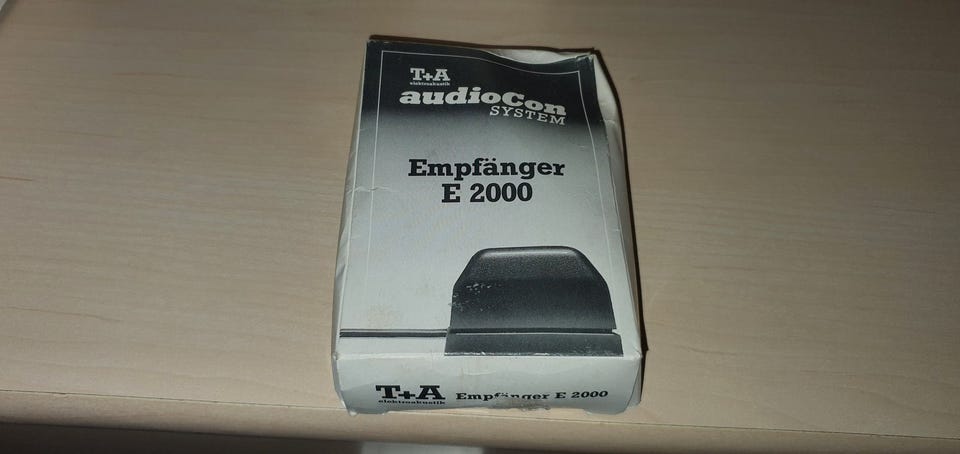 T+A
elektroakustik
audioCon
SYSTEM
Empfänger
E 2000
T+A
elektroakustik
Empfänger E 2000